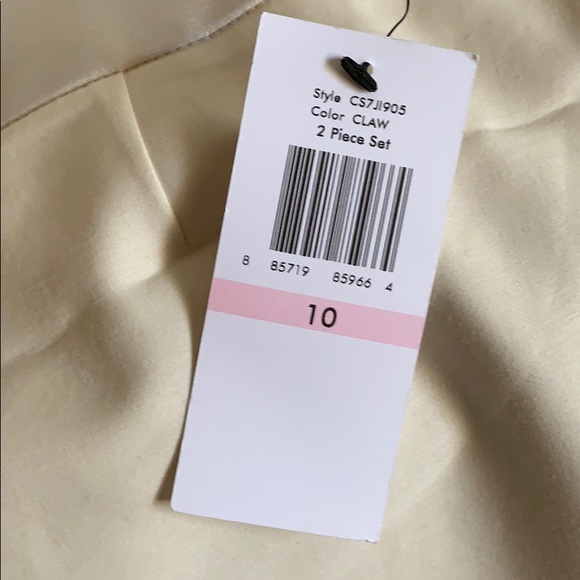 Style CS7JI905
Color CLAW
2 Piece Set
8 85719 85966 4
10